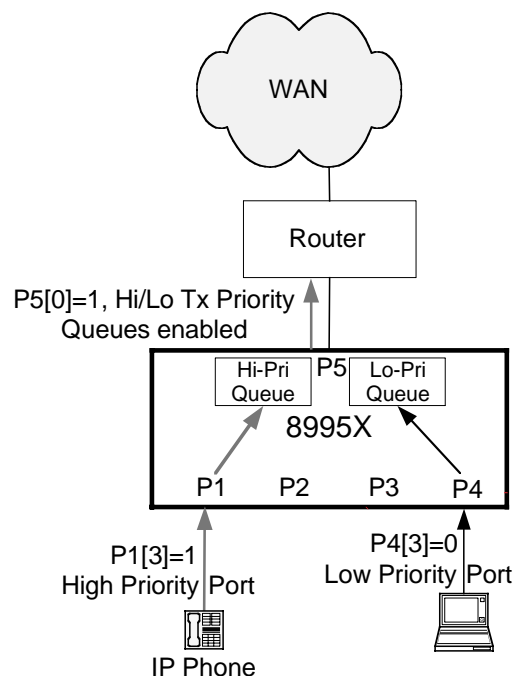 WAN
Router
P5[0]=1, Hi/Lo Tx Priority
Queues enabled
P5
Hi-Pri
Queue
Lo-Pri
Queue
8995X
P1 P2 P3 P4
P1[3]=1
High Priority Port
P4[3]=0
Low Priority Port
IP Phone